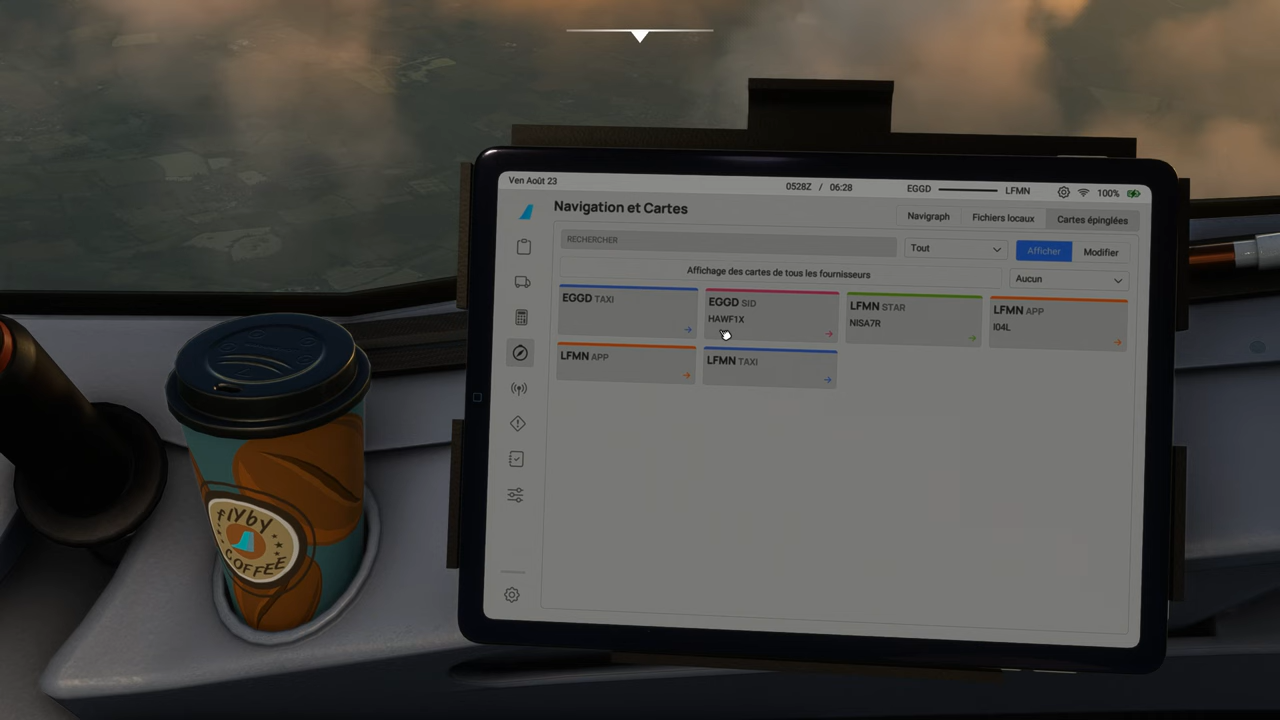 Ven Août 23
0528Z / 06:28
EGGD LFMN
100%
Navigation et Cartes
Navigraph
Fichiers locaux
Cartes épinglées
RECHERCHER
Tout
Afficher
Modifier
Affichage des cartes de tous les fournisseurs
Aucun
EGGD TAXI
EGGD SID
HAWF1X
LFMN STAR
NISA7R
LFMN APP
I04L
LFMN APP
LFMN TAXI
flyby
COFFEE